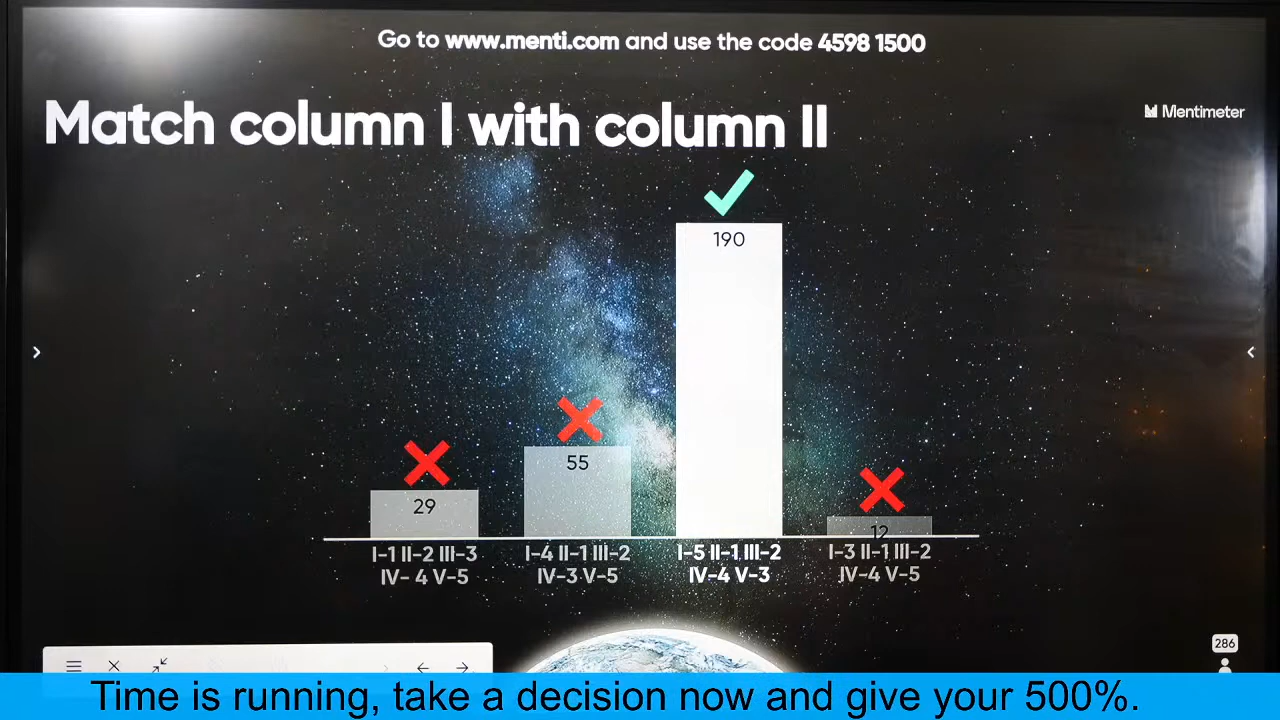 Go to www.menti.com and use the code 4598 1500
Match column I with column II
Mentimeter
190
55
29
12
I-1 II-2 III-3
IV- 4 V-5
I-4 II-1 III-2
IV-3 V-5
I-5 II-1 III-2
IV-4 V-3
I-3 II-1 III-2
IV-4 V-5
286
Time is running, take a decision now and give your 500%.